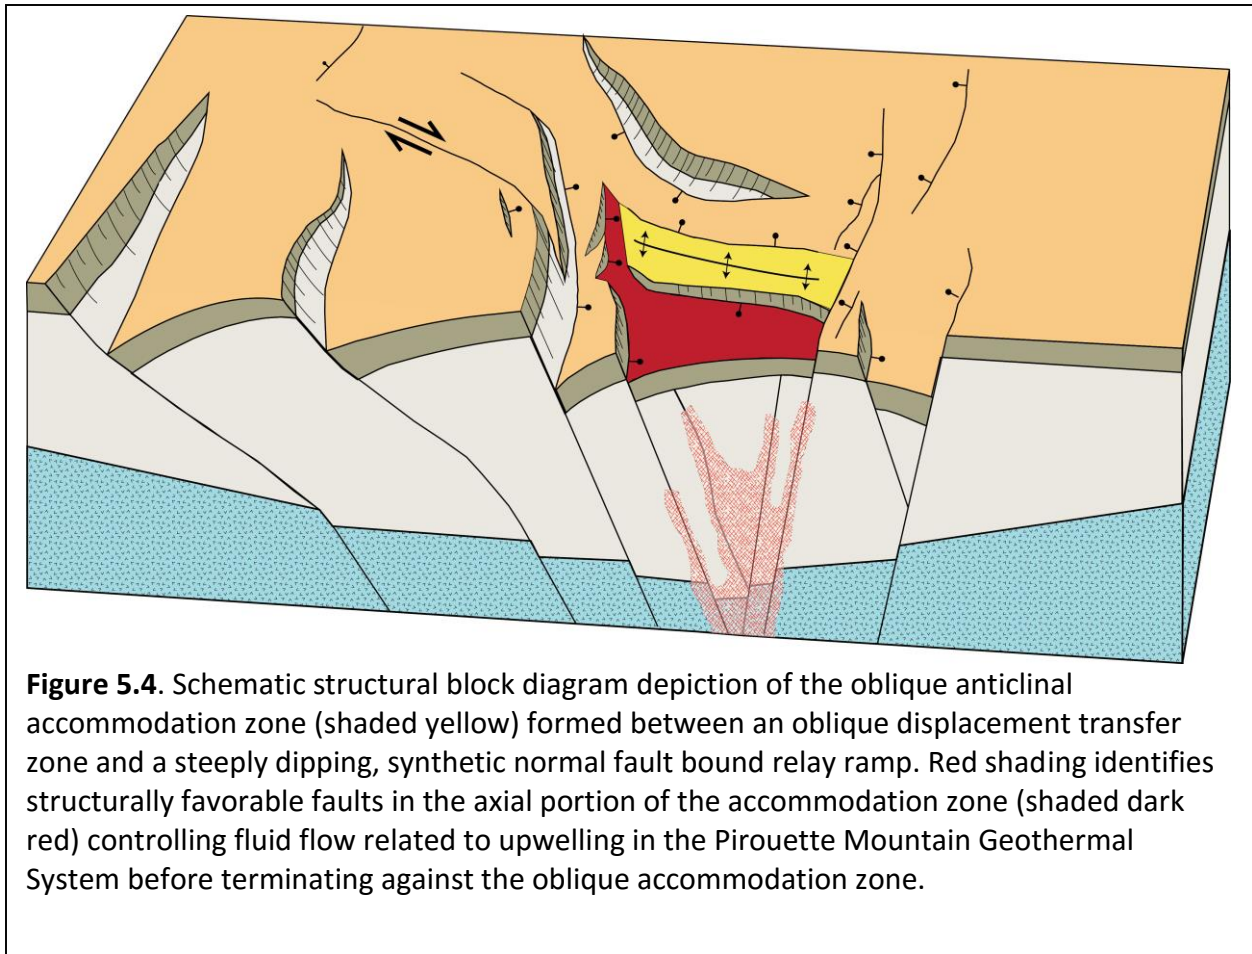 Figure 5.4. Schematic structural block diagram depiction of the oblique anticlinal
accommodation zone (shaded yellow) formed between an oblique displacement transfer
zone and a steeply dipping, synthetic normal fault bound relay ramp. Red shading identifies
structurally favorable faults in the axial portion of the accommodation zone (shaded dark
red) controlling fluid flow related to upwelling in the Pirouette Mountain Geothermal
System before terminating against the oblique accommodation zone.